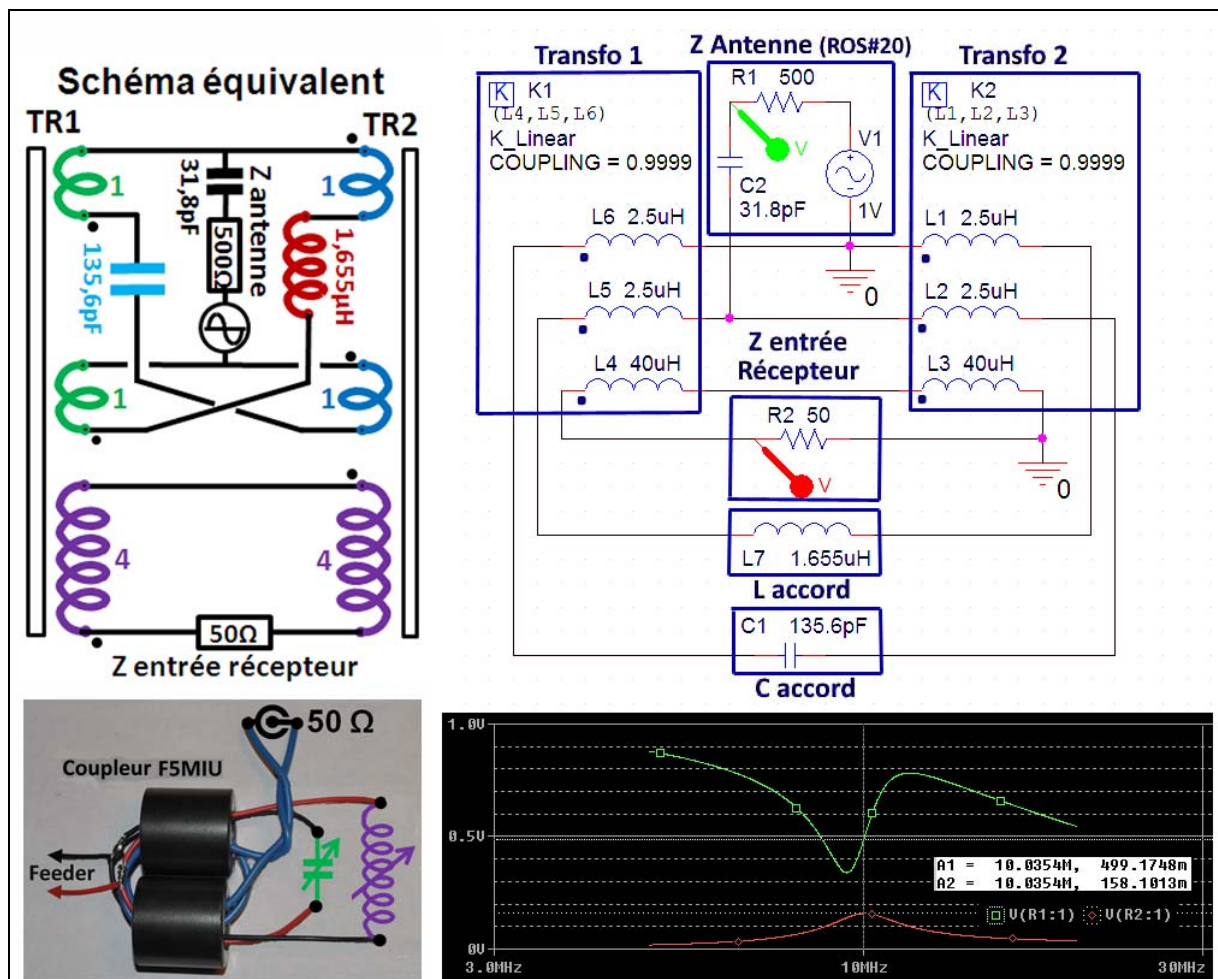 Schéma équivalent
TR1
TR2
1
1
Z antenne
31,8pF
500Ω
135,6pF
1,655µH
1
1
4
4
50Ω
Z entrée récepteur
Transfo 1
Z Antenne (ROS#20)
Transfo 2
K K1
(L4,L5,L6)
K_Linear
COUPLING = 0.9999
R1 500
V
C2
31.8pF
V1
1V
K K2
(L1,L2,L3)
K_Linear
COUPLING = 0.9999
L6 2.5uH
L1 2.5uH
0
L5 2.5uH
L2 2.5uH
Z entrée
Récepteur
L4 40uH
L3 40uH
R2 50
V
0
L7 1.655uH
L accord
C1 135.6pF
C accord
50 Ω
Coupleur F5MIU
Feeder
1.0V
0.5V
0V
A1 = 10.0354M, 499.1748m
A2 = 10.0354M, 158.1013m
V(R1:1) V(R2:1)
3.0MHz
10MHz
30MHz